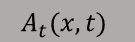 A_t(x, t)